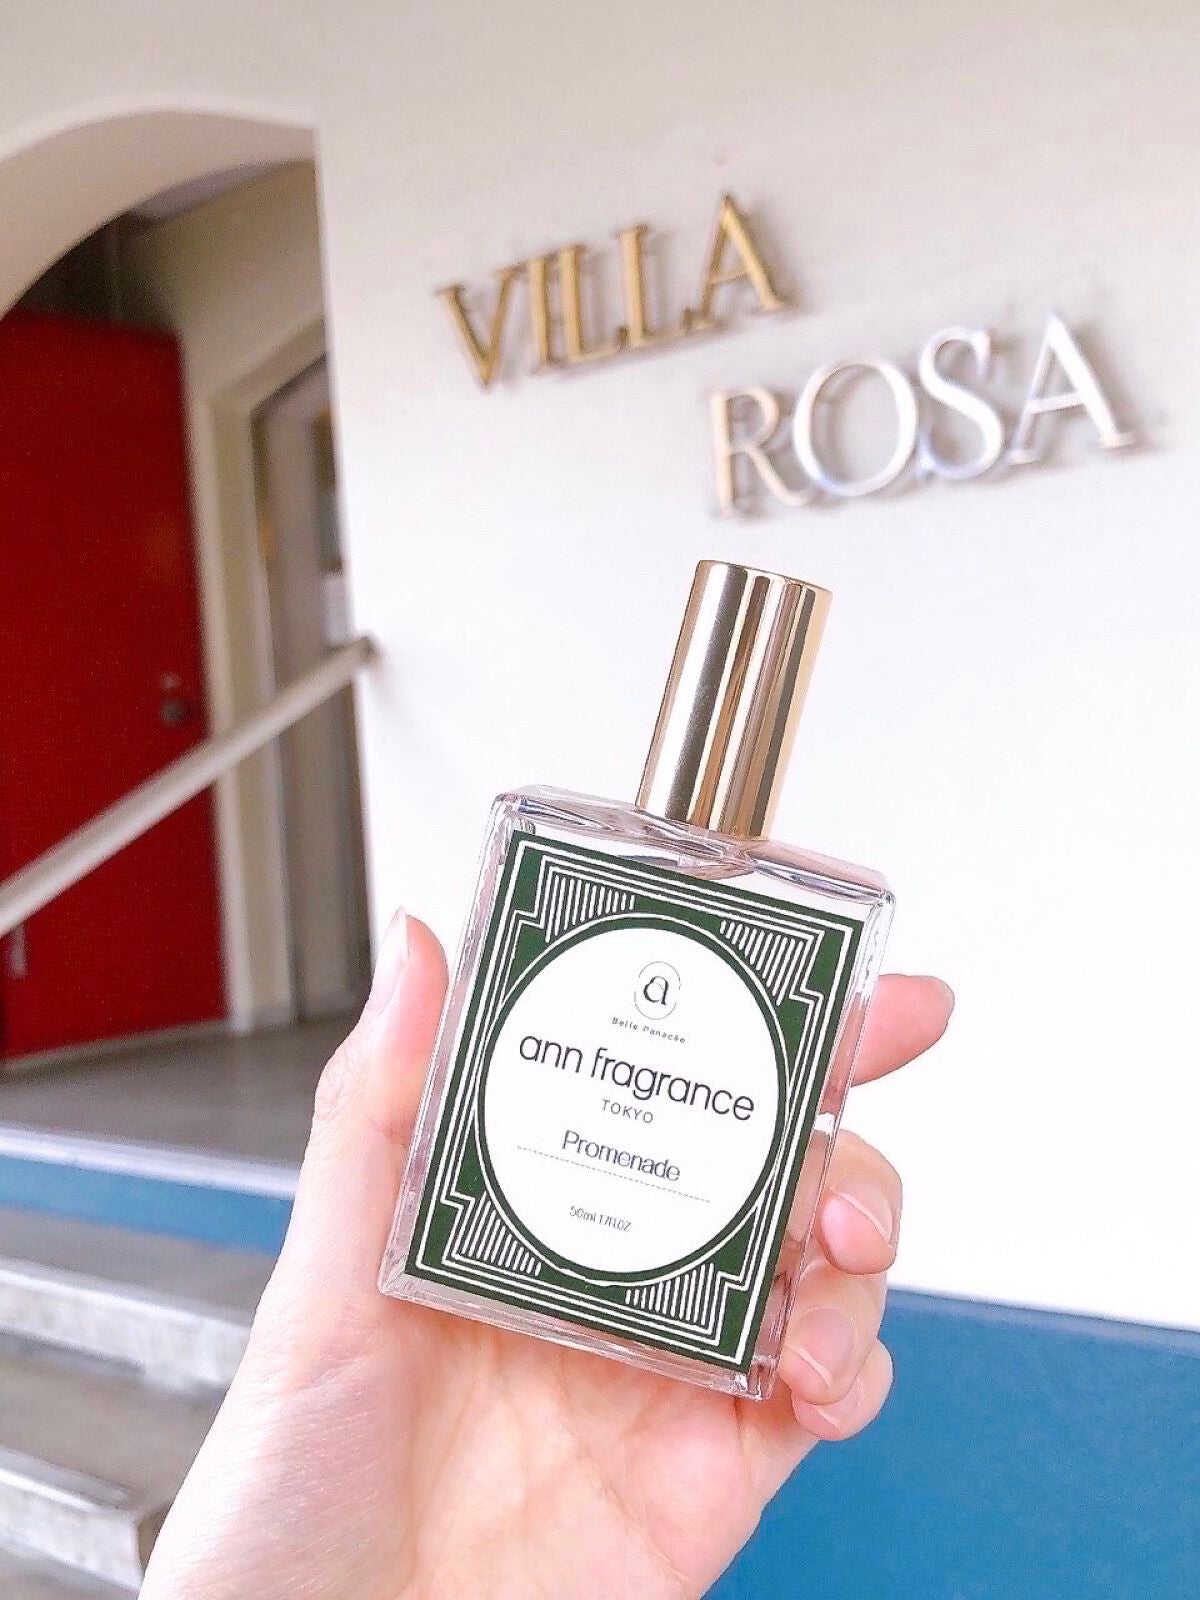 VILLA
ROSA
a
Belle Panacée
ann fragrance
TOKYO
Promenade
50ml 1.7FL.OZ